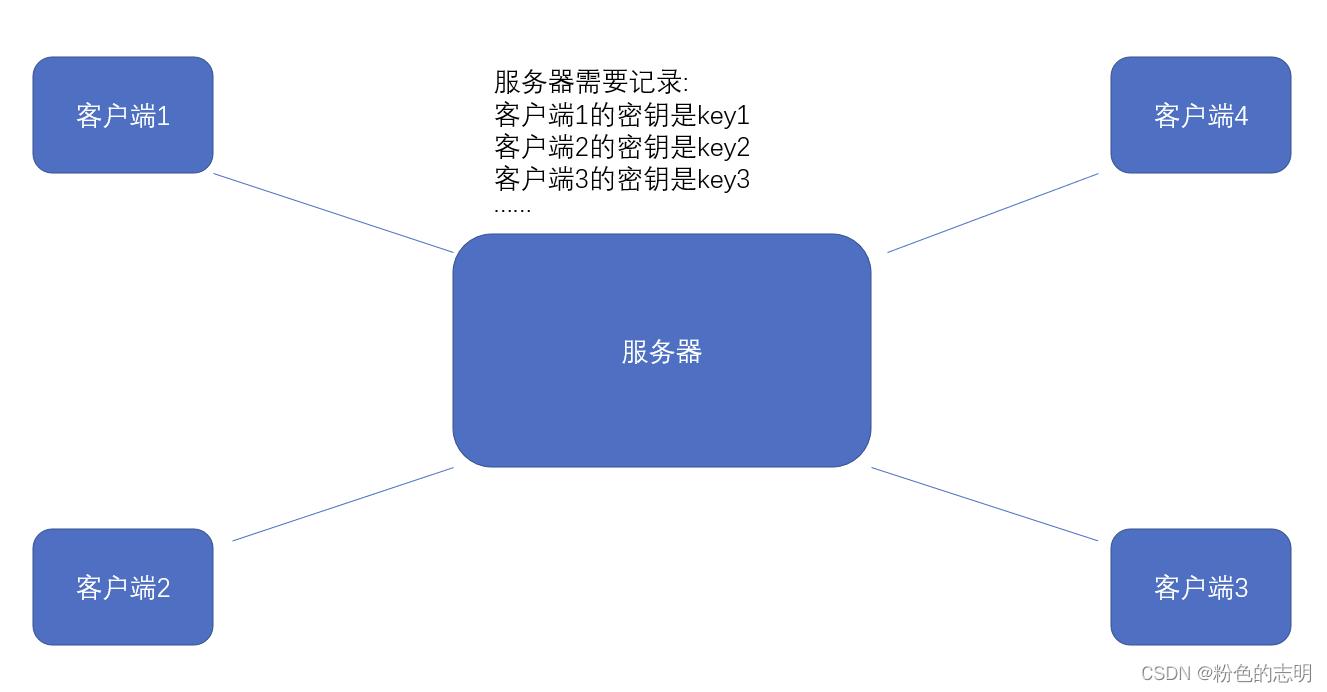 客户端1
服务器需要记录:
客户端1的密钥是key1
客户端2的密钥是key2
客户端3的密钥是key3
……
客户端4
服务器
客户端2
客户端3
CSDN @粉色的志明